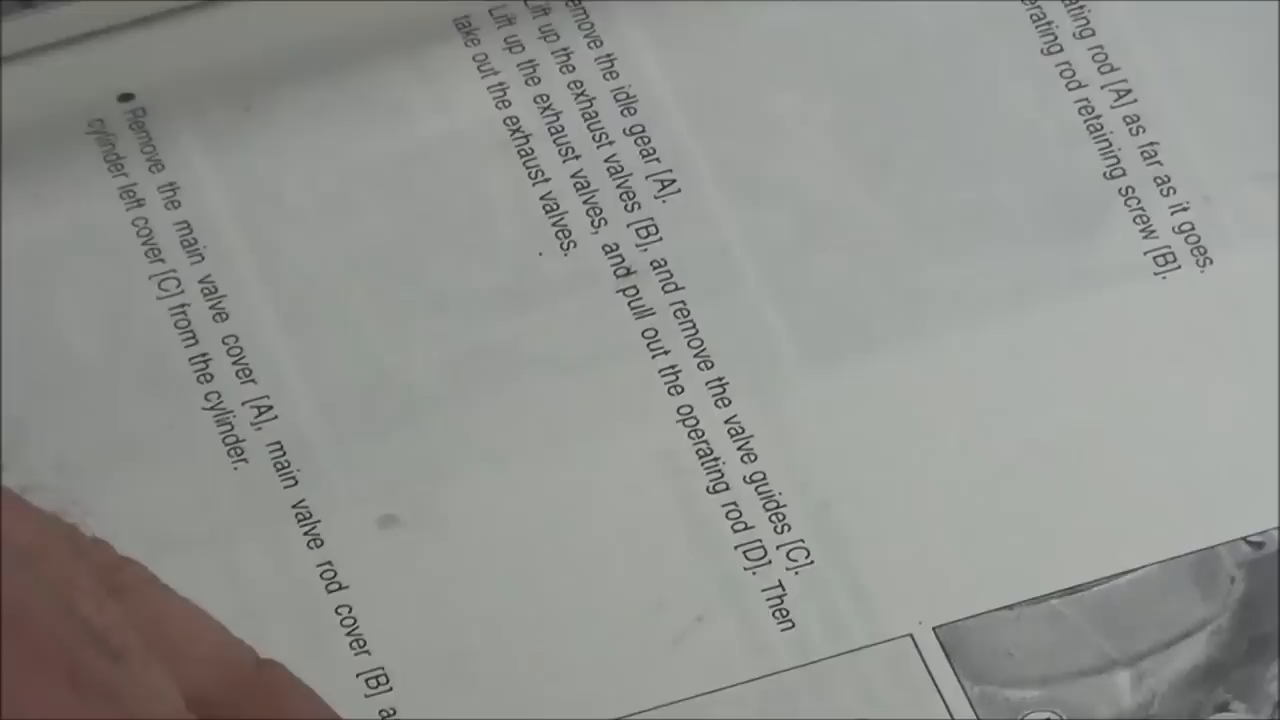 ating rod [A] as far as it goes.
erating rod retaining screw [B].
emove the idle gear [A].
Lift up the exhaust valves [B], and remove the valve guides [C].
Lift up the exhaust valves, and pull out the operating rod [D]. Then
take out the exhaust valves.
● Remove the main valve cover [A], main valve rod cover [B] a
cylinder left cover [C] from the cylinder.